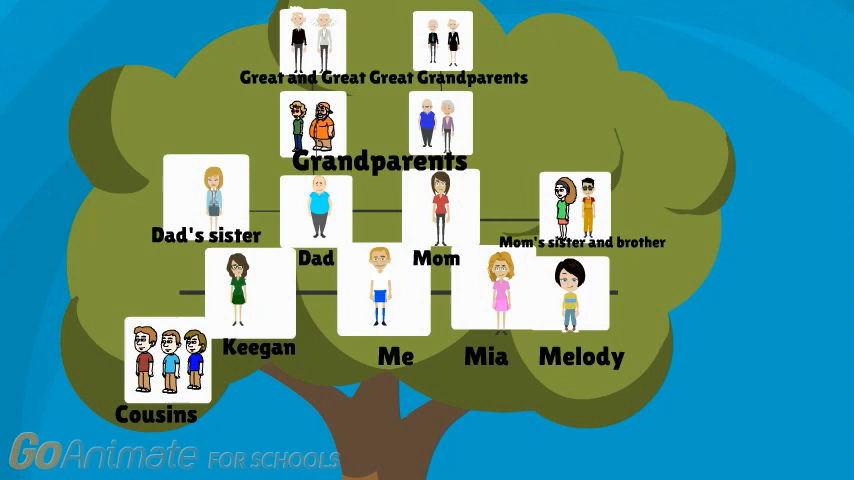 Great and Great Great Grandparents
Grandparents
Dad's sister
Dad
Mom
Mom's sister and brother
Keegan
Me
Mia
Melody
Cousins
GoAnimate FOR SCHOOLS